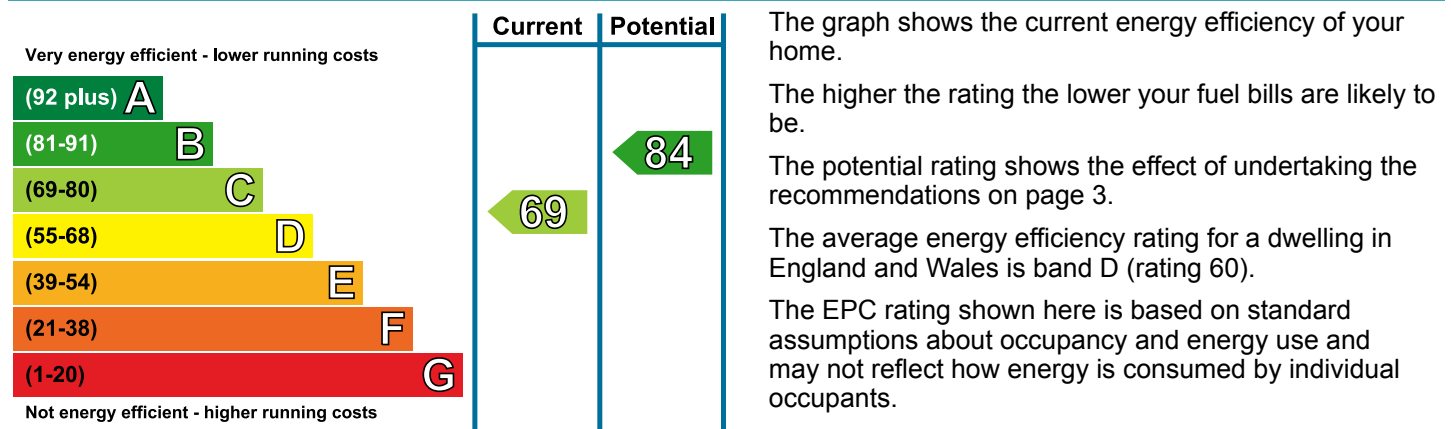 Current Potential
Very energy efficient - lower running costs
(92 plus) A
(81-91) B
(69-80) C
(55-68) D
(39-54) E
(21-38) F
(1-20) G
Not energy efficient - higher running costs
69
84
The graph shows the current energy efficiency of your
home.
The higher the rating the lower your fuel bills are likely to
be.
The potential rating shows the effect of undertaking the
recommendations on page 3.
The average energy efficiency rating for a dwelling in
England and Wales is band D (rating 60).
The EPC rating shown here is based on standard
assumptions about occupancy and energy use and
may not reflect how energy is consumed by individual
occupants.